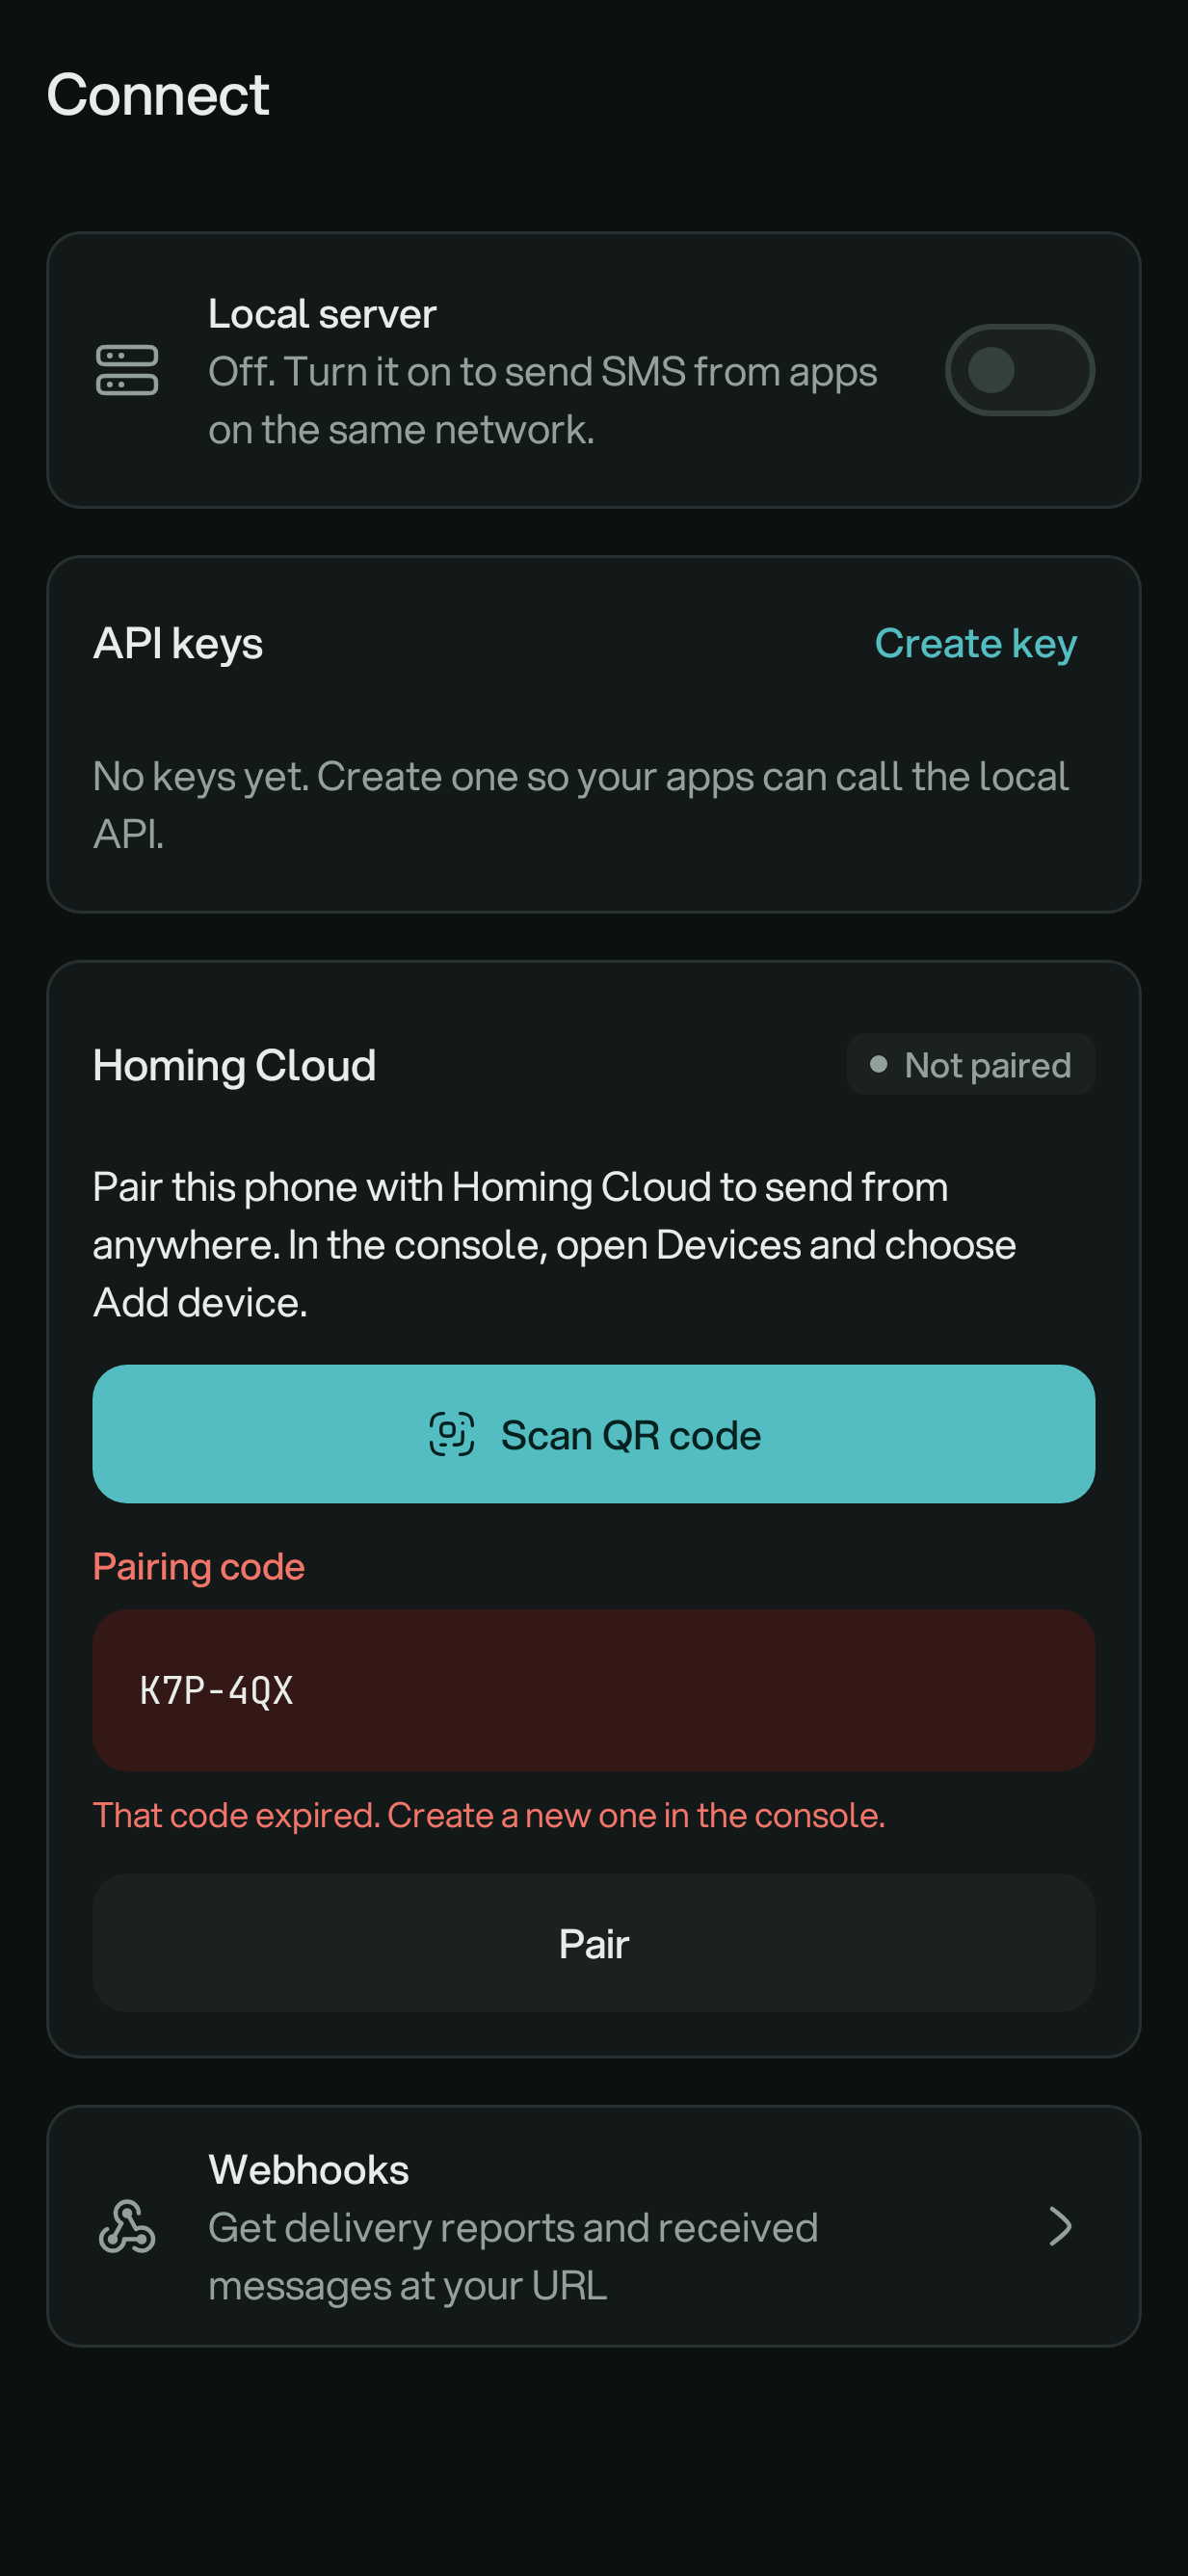 Connect
Local server
Off. Turn it on to send SMS from apps
on the same network.
API keys
Create key
No keys yet. Create one so your apps can call the local
API.
Homing Cloud
Not paired
Pair this phone with Homing Cloud to send from
anywhere. In the console, open Devices and choose
Add device.
Scan QR code
Pairing code
K7P-4QX
That code expired. Create a new one in the console.
Pair
Webhooks
Get delivery reports and received
messages at your URL